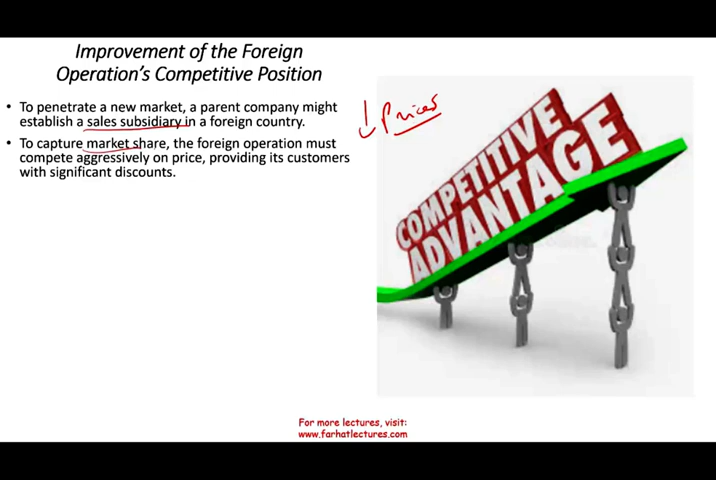 Improvement of the Foreign
Operation's Competitive Position
• To penetrate a new market, a parent company might
establish a sales subsidiary in a foreign country.
• To capture market share, the foreign operation must
compete aggressively on price, providing its customers
with significant discounts.
↓ Prices
COMPETITIVE
ADVANTAGE
For more lectures, visit:
www.farhatlectures.com